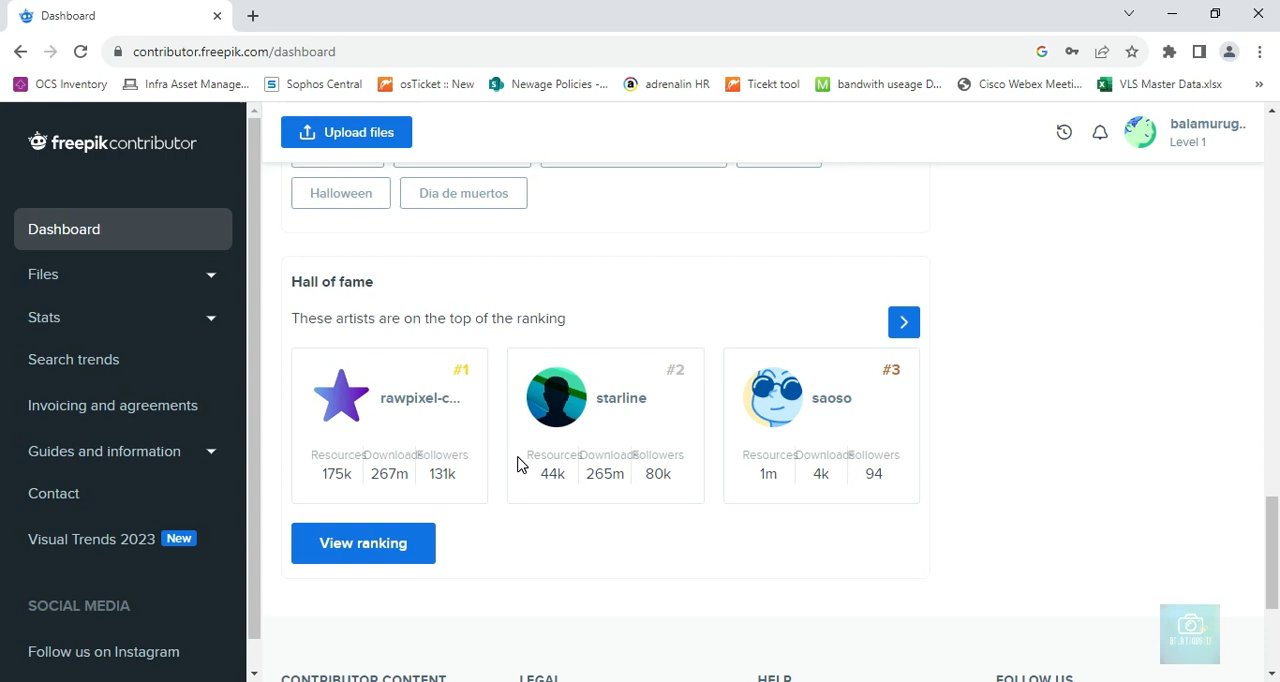 Dashboard
contributor.freepik.com/dashboard
OCS Inventory
Infra Asset Manage...
Sophos Central
osTicket :: New
Newage Policies -...
adrenalin HR
Ticekt tool
bandwith useage D...
Cisco Webex Meeti...
VLS Master Data.xlsx
»
freepikcontributor
Upload files
balamurug..
Level 1
Dashboard
Files
Stats
Search trends
Invoicing and agreements
Guides and information
Contact
Visual Trends 2023 New
SOCIAL MEDIA
Follow us on Instagram
Halloween
Dia de muertos
Hall of fame
These artists are on the top of the ranking
#1
rawpixel-c...
Resources Downloads Followers
175k 267m 131k
#2
starline
Resources Downloads Followers
44k 265m 80k
#3
saoso
Resources Downloads Followers
1m 4k 94
View ranking
CONTRIBUTOR CONTENT
LEGAL
HELP
FOLLOW US